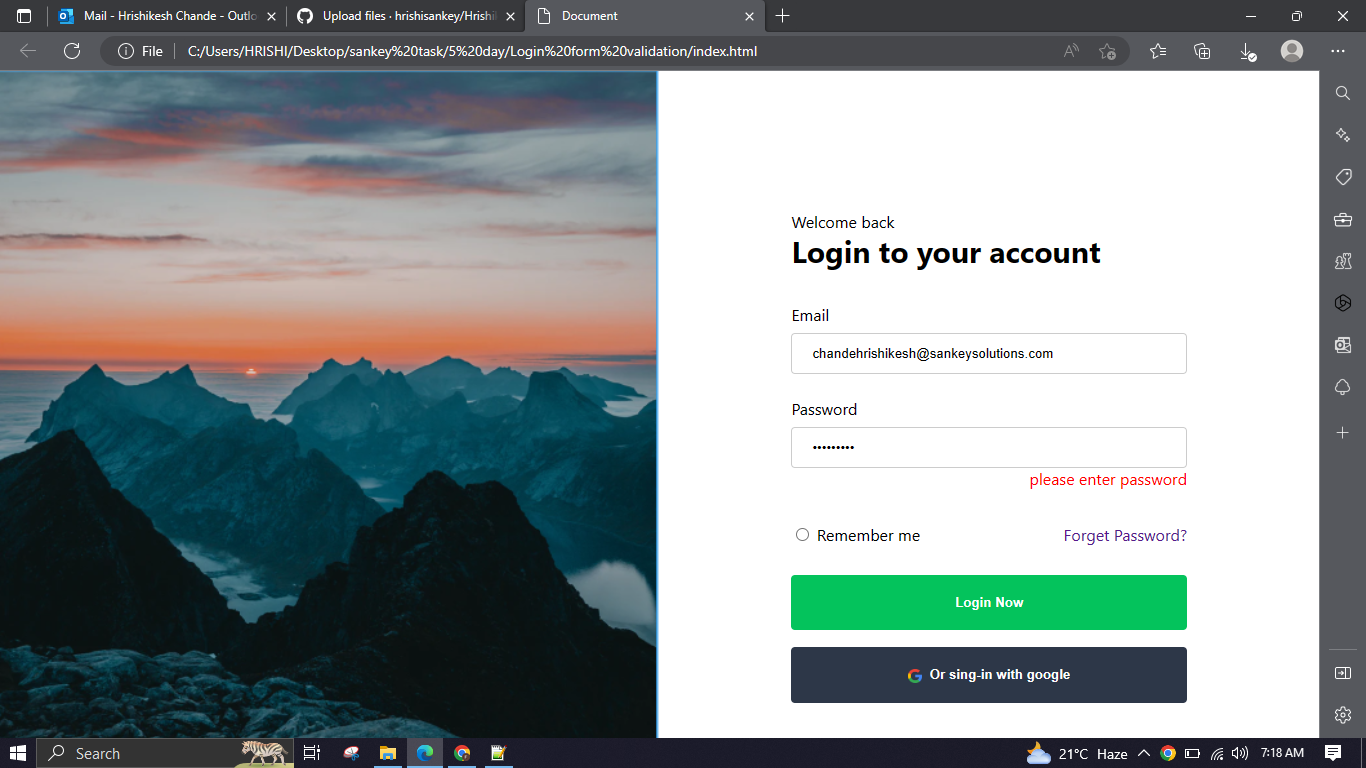 Mail - Hrishikesh Chande - Outlo
Upload files · hrishisankey/Hrishi
Document
File
C:/Users/HRISHI/Desktop/sankey%20task/5%20day/Login%20form%20validation/index.html
Welcome back
Login to your account
Email
chandehrishikesh@sankeysolutions.com
Password
•••••••••
please enter password
Remember me
Forget Password?
Login Now
Or sing-in with google
Search
21°C Haze
7:18 AM